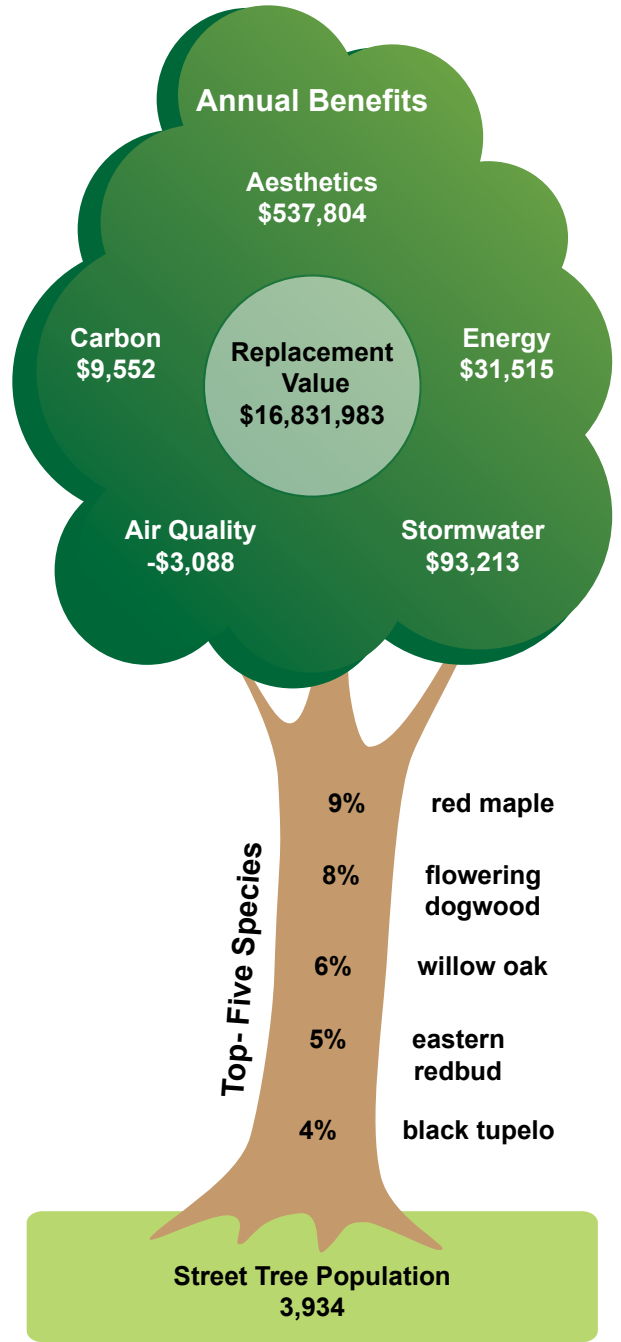 Annual Benefits
Aesthetics
$537,804
Carbon
$9,552
Replacement
Value
$16,831,983
Energy
$31,515
Air Quality
-$3,088
Stormwater
$93,213
Top- Five Species
9% red maple
8% flowering
dogwood
6% willow oak
5% eastern
redbud
4% black tupelo
Street Tree Population
3,934